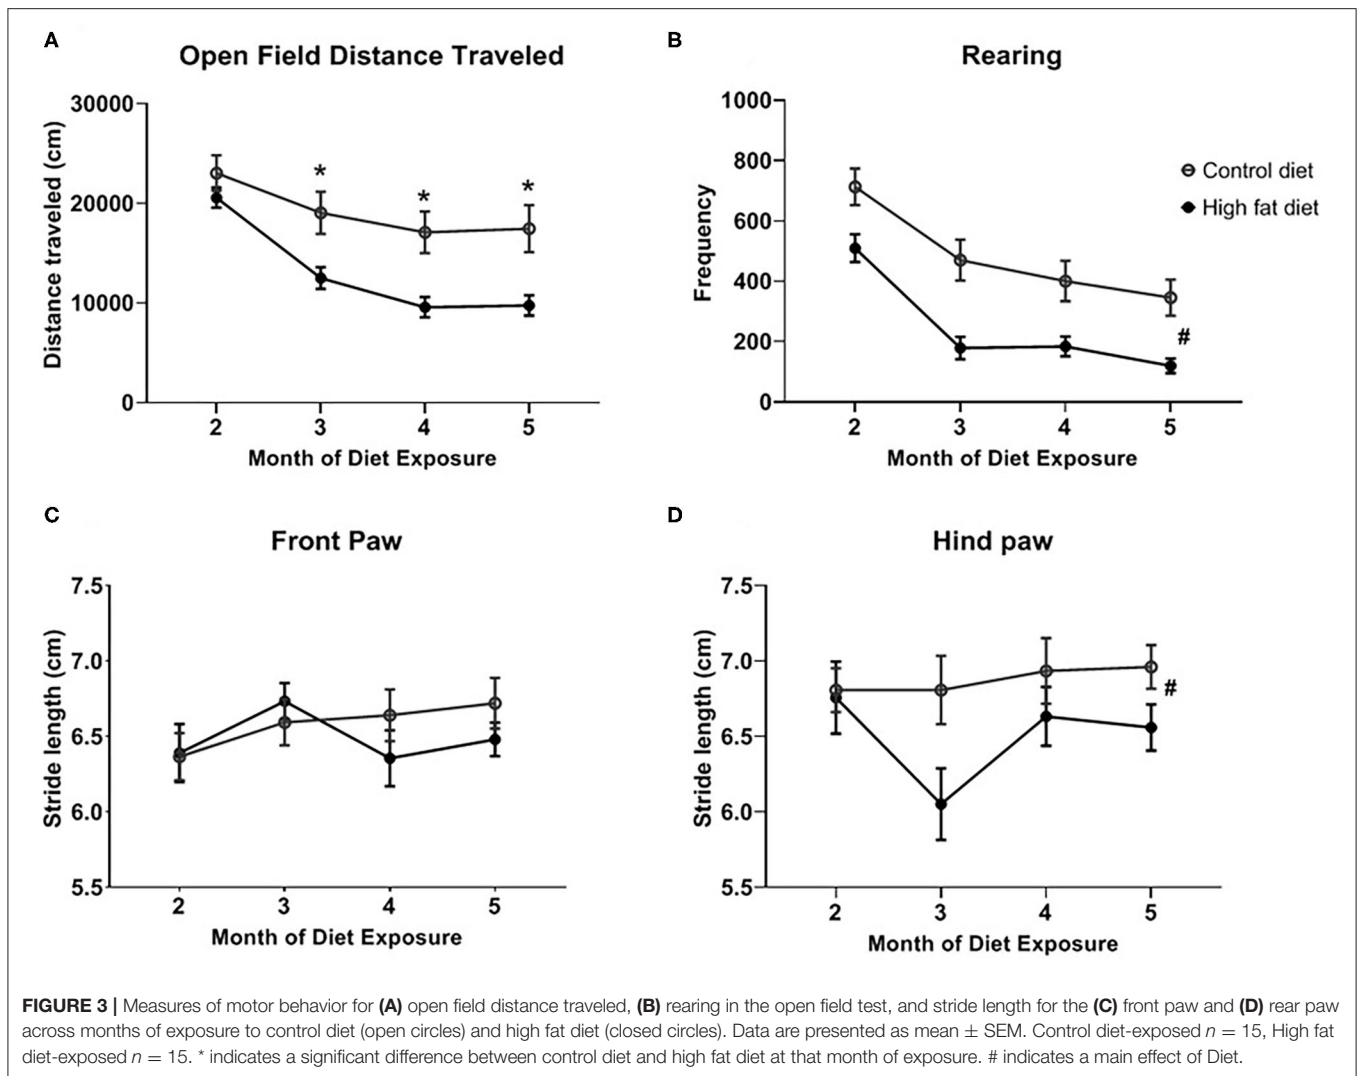 A
Open Field Distance Traveled
Distance traveled (cm)
30000
20000
10000
0
*
*
*
2 3 4 5
Month of Diet Exposure
B
Rearing
Frequency
1000
800
600
400
200
0
Control diet
High fat diet
#
2 3 4 5
Month of Diet Exposure
C
Front Paw
Stride length (cm)
7.5
7.0
6.5
6.0
5.5
2 3 4 5
Month of Diet Exposure
D
Hind paw
Stride length (cm)
7.5
7.0
6.5
6.0
5.5
#
2 3 4 5
Month of Diet Exposure
FIGURE 3 | Measures of motor behavior for (A) open field distance traveled, (B) rearing in the open field test, and stride length for the (C) front paw and (D) rear paw
across months of exposure to control diet (open circles) and high fat diet (closed circles). Data are presented as mean ± SEM. Control diet-exposed n = 15, High fat
diet-exposed n = 15. * indicates a significant difference between control diet and high fat diet at that month of exposure. # indicates a main effect of Diet.